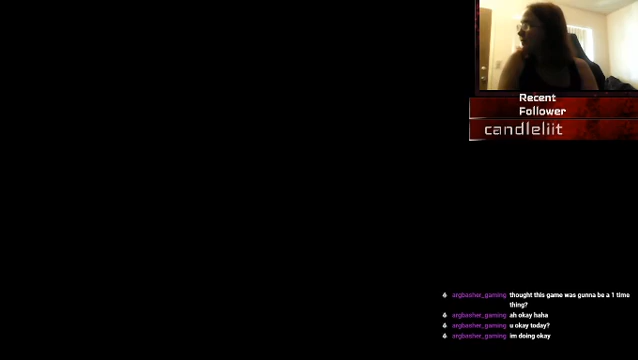 Recent
Follower
candleliit
argbasher_gaming thought this game was gunna be a 1 time
thing?
argbasher_gaming ah okay haha
argbasher_gaming u okay today?
argbasher_gaming im doing okay